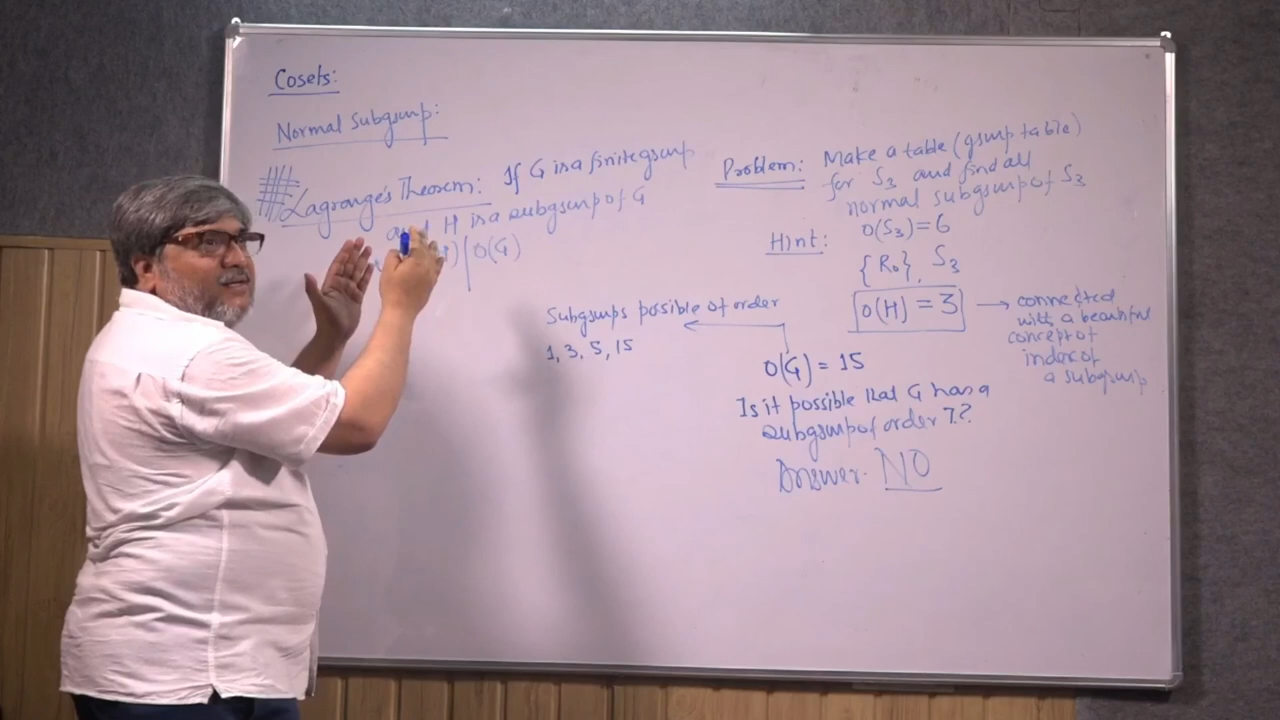 Cosets:
Normal Subgroup:
Lagrange's Theorem: If G is a finite group
and H is a subgroup of G
) | O(G)
Subgroups possible of order
1, 3, 5, 15
Problem: Make a table (group table)
for S₃ and find all
normal subgroup of S₃
Hint: O(S₃) = 6
{R₀}, S₃
O(H) = 3 → connected
with a beautiful
concept of
index of
a subgroup
O(G) = 15
Is it possible that G has a
subgroup of order 7??
Answer. NO